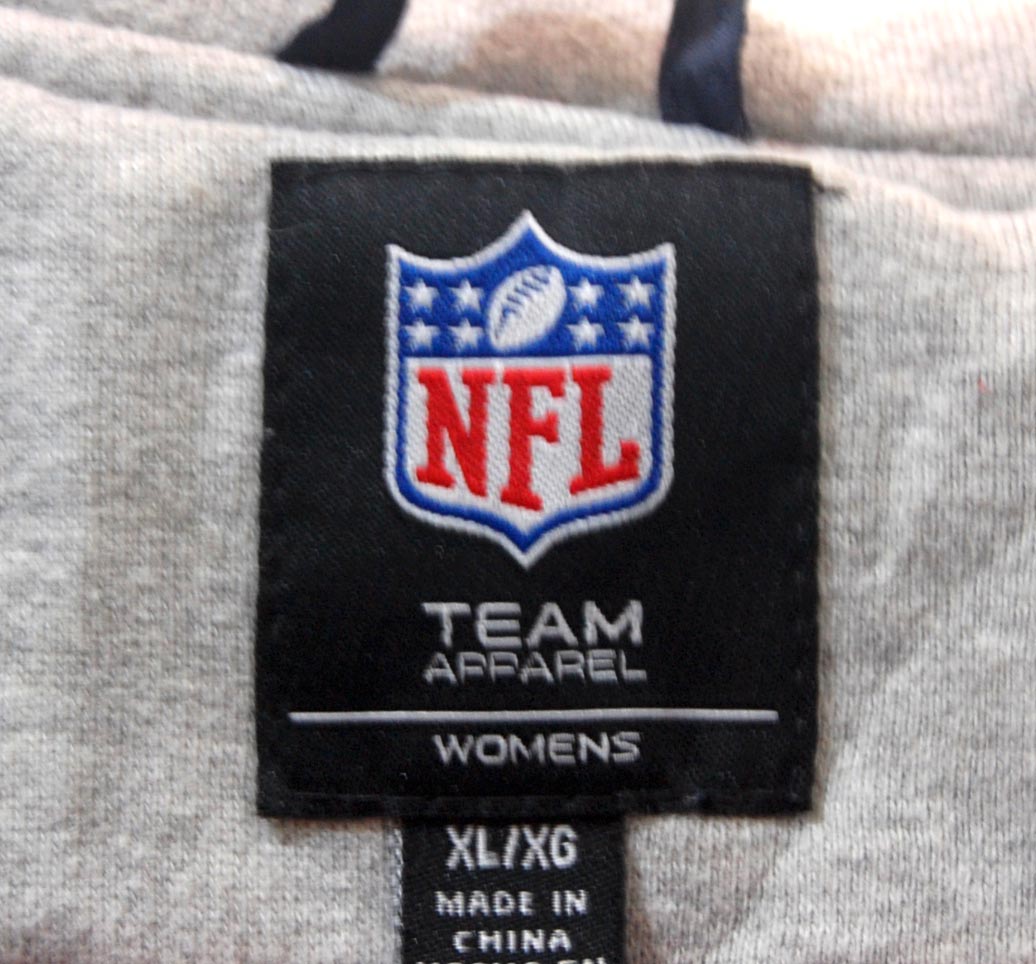 NFL
TEAM
APPAREL
WOMENS
XL/XG
MADE IN
CHINA